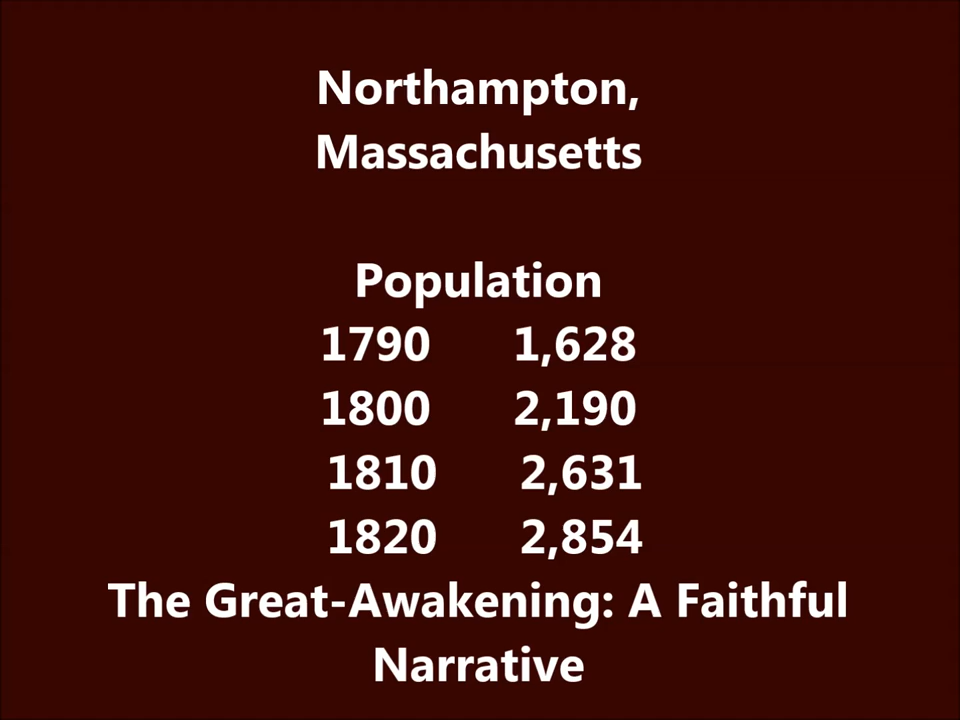 Northampton,
Massachusetts
Population
1790 1,628
1800 2,190
1810 2,631
1820 2,854
The Great-Awakening: A Faithful
Narrative